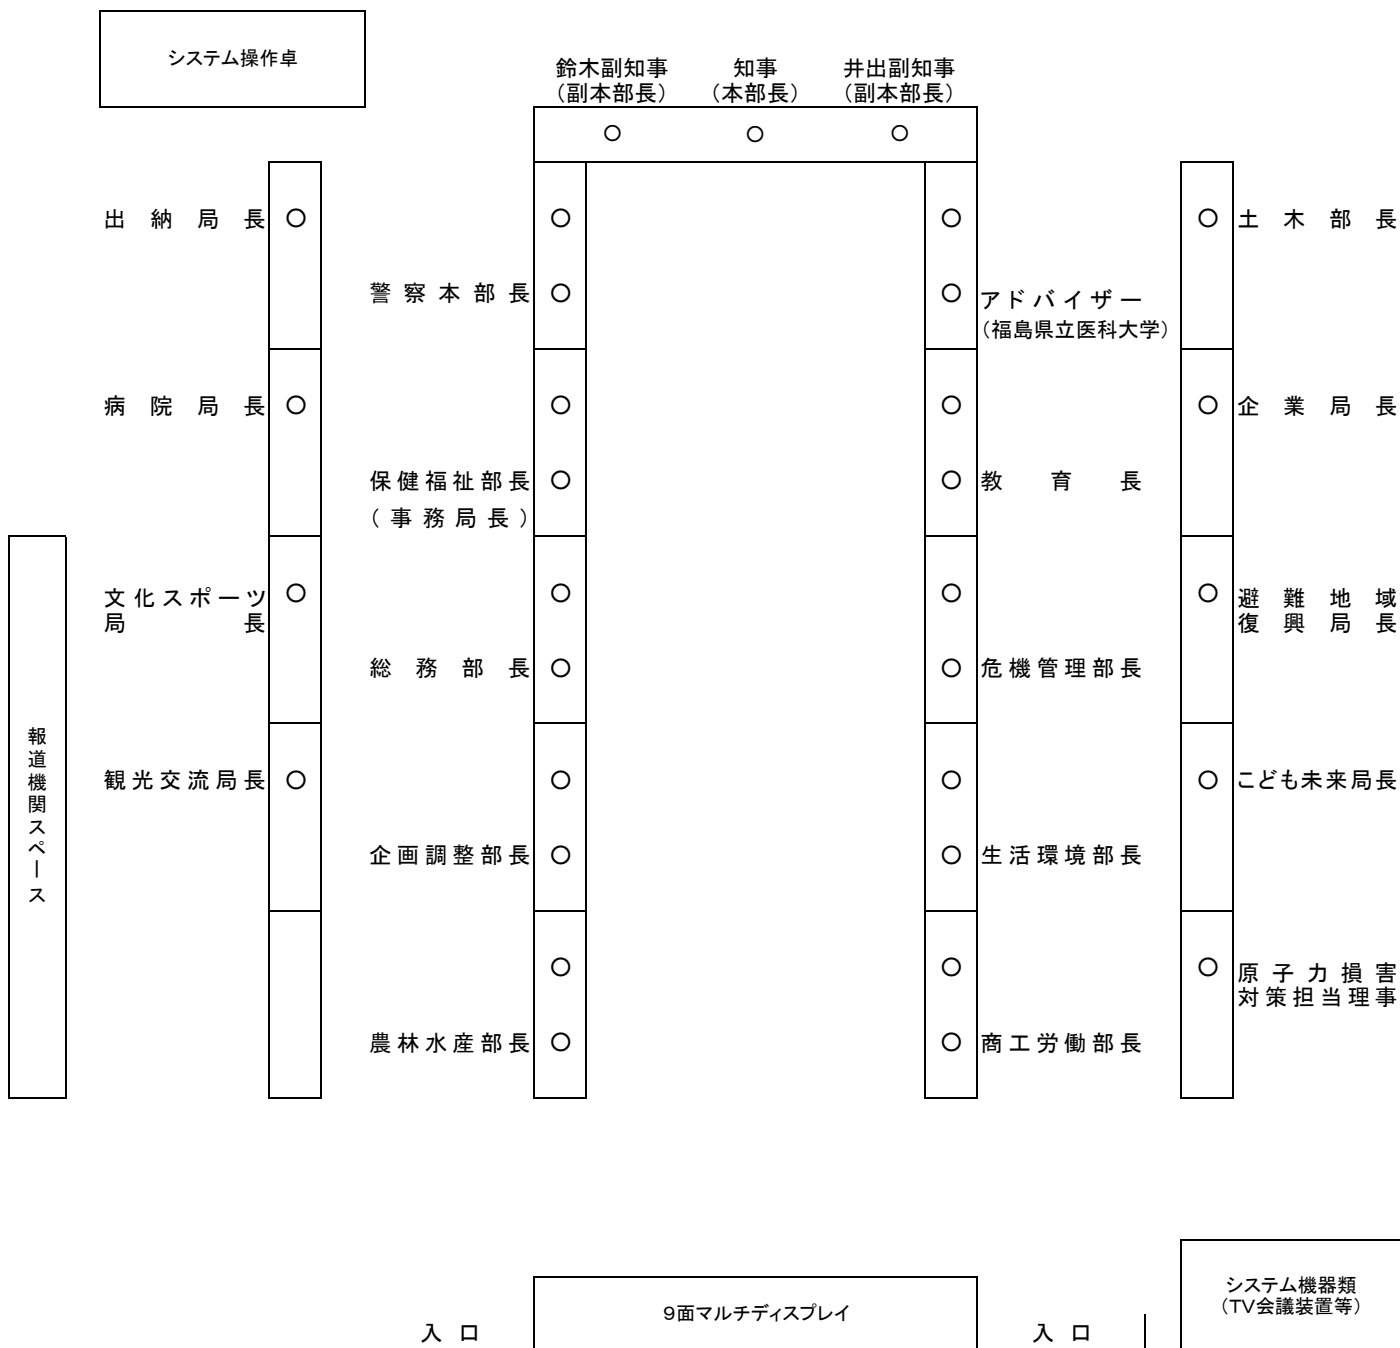 システム操作卓
鈴木副知事 知事 井出副知事
（副本部長） （本部長） （副本部長）
出納局長
土木部長
警察本部長
アドバイザー
（福島県立医科大学）
病院局長
企業局長
保健福祉部長
（事務局長）
教育長
文化スポーツ
局長
避難地域
復興局長
総務部長
危機管理部長
報道機関スペース
観光交流局長
こども未来局長
企画調整部長
生活環境部長
原子力損害
対策担当理事
農林水産部長
商工労働部長
システム機器類
（TV会議装置等）
9面マルチディスプレイ
入口
入口